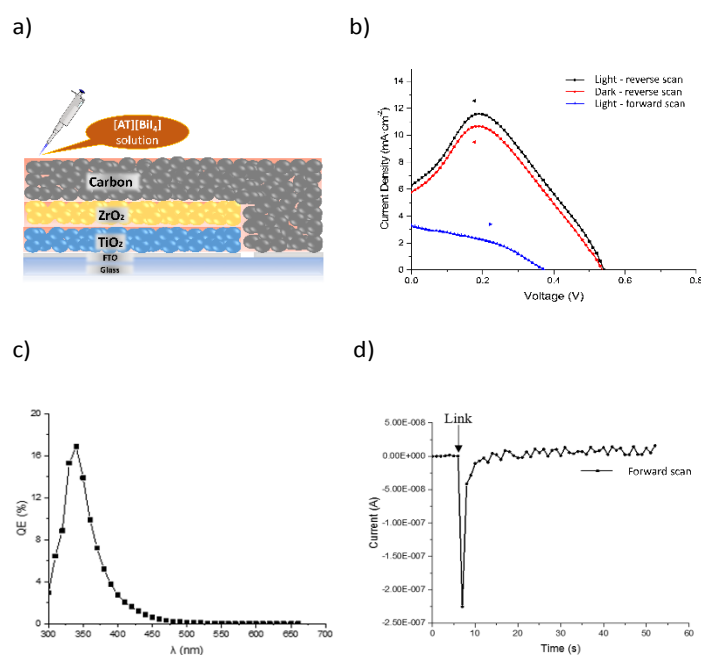 a)
[AT][BiI₄]
solution
Carbon
ZrO₂
TiO₂
FTO
Glass
b)
Light - reverse scan
Dark - reverse scan
Light - forward scan
Current Density (mA·cm⁻²)
14
12
10
8
6
4
2
0
0.0 0.2 0.4 0.6 0.8
Voltage (V)
c)
QE (%)
20
16
12
8
4
0
300 350 400 450 500 550 600 650 700
λ (nm)
d)
Link
Forward scan
Current (A)
5.00E-008
0.00E+000
-5.00E-008
-1.00E-007
-1.50E-007
-2.00E-007
-2.50E-007
0 10 20 30 40 50 60
Time (s)